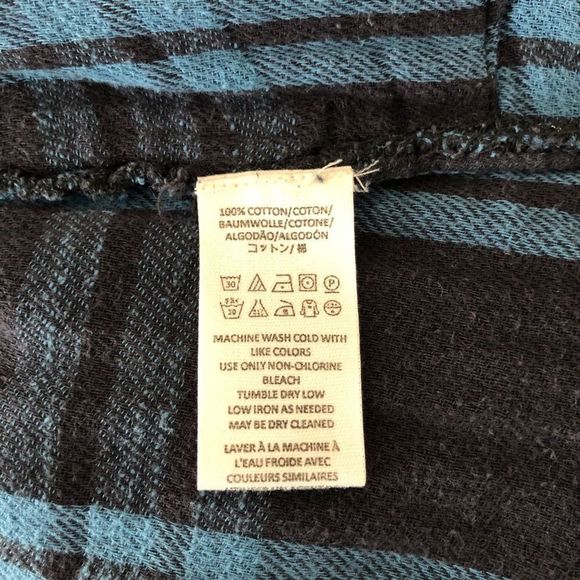 100% COTTON/COTON/
BAUMWOLLE/COTONE/
ALGODÃO/ALGODÓN
コットン/棉
30 P
MACHINE WASH COLD WITH
LIKE COLORS
USE ONLY NON-CHLORINE
BLEACH
TUMBLE DRY LOW
LOW IRON AS NEEDED
MAY BE DRY CLEANED
LAVER À LA MACHINE À
L'EAU FROIDE AVEC
COULEURS SIMILAIRES